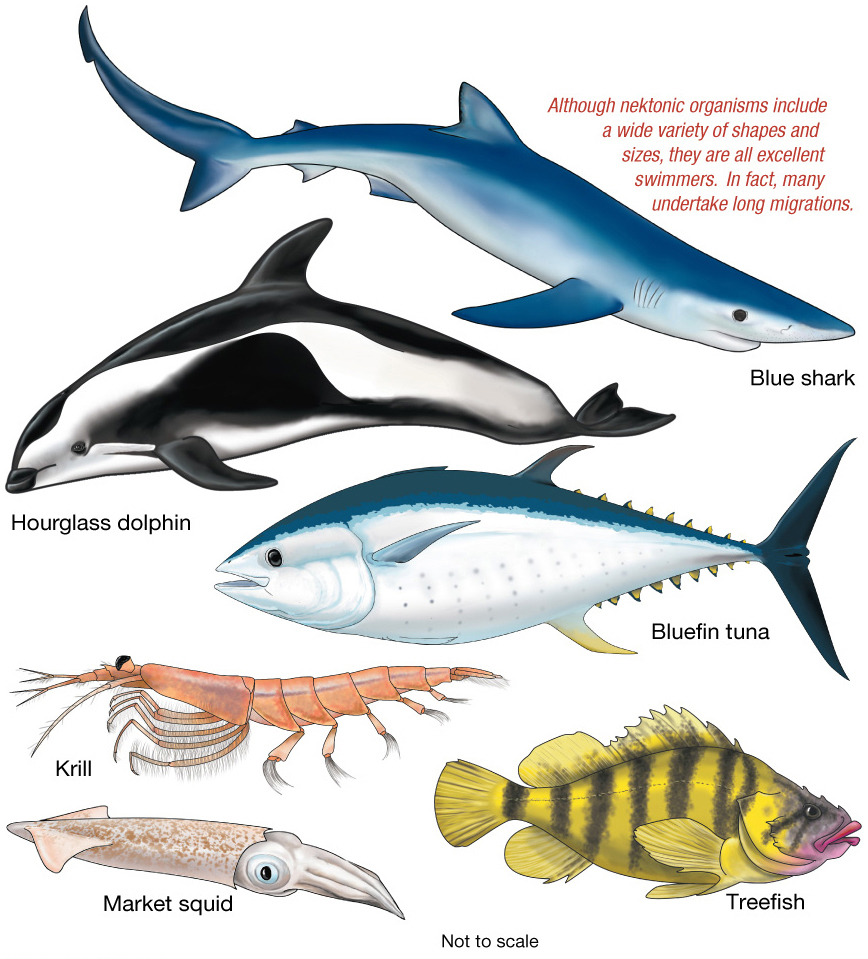 Although nektonic organisms include
a wide variety of shapes and
sizes, they are all excellent
swimmers. In fact, many
undertake long migrations.
Blue shark
Hourglass dolphin
Bluefin tuna
Krill
Market squid
Treefish
Not to scale